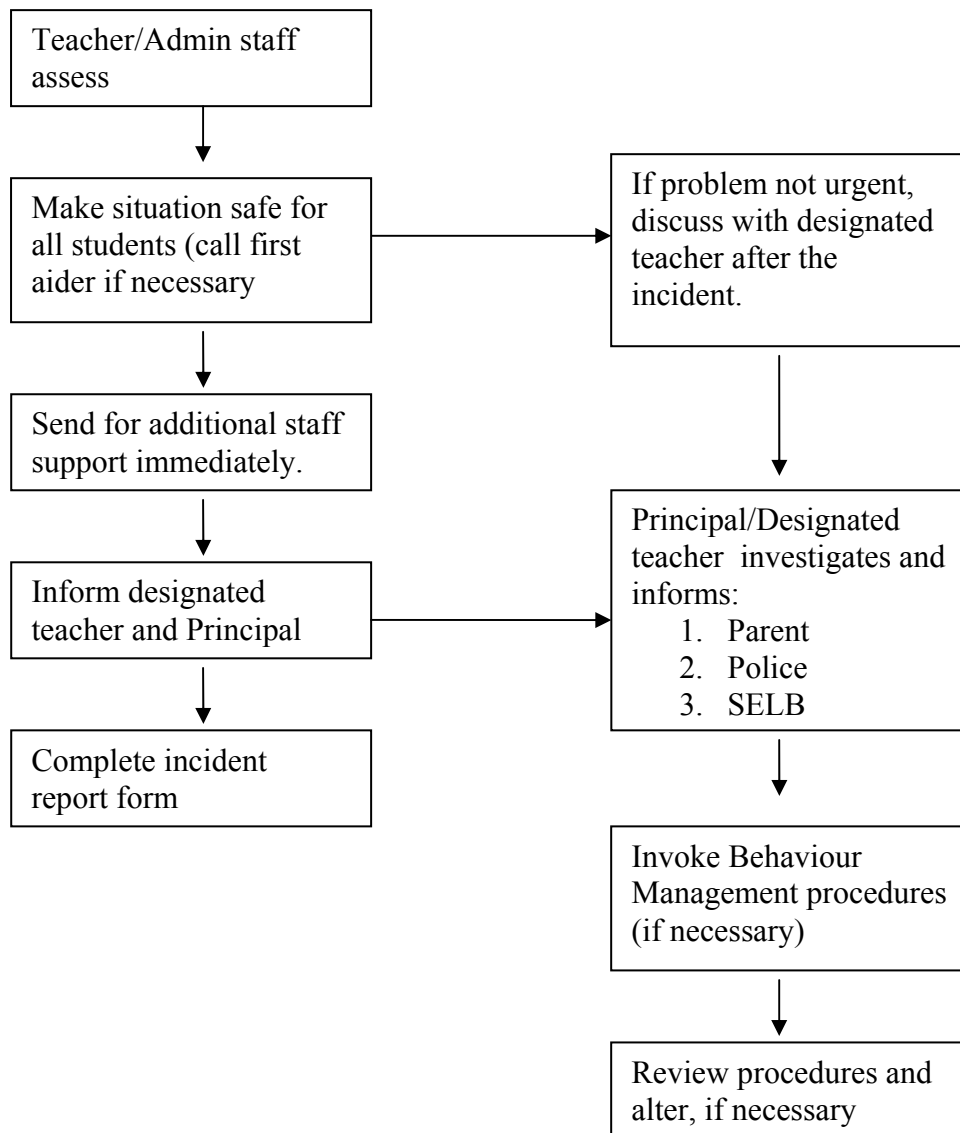 Teacher/Admin staff
assess
Make situation safe for
all students (call first
aider if necessary
If problem not urgent,
discuss with designated
teacher after the
incident.
Send for additional staff
support immediately.
Inform designated
teacher and Principal
Principal/Designated
teacher  investigates and
informs:
1. Parent
2. Police
3. SELB
Complete incident
report form
Invoke Behaviour
Management procedures
(if necessary)
Review procedures and
alter, if necessary